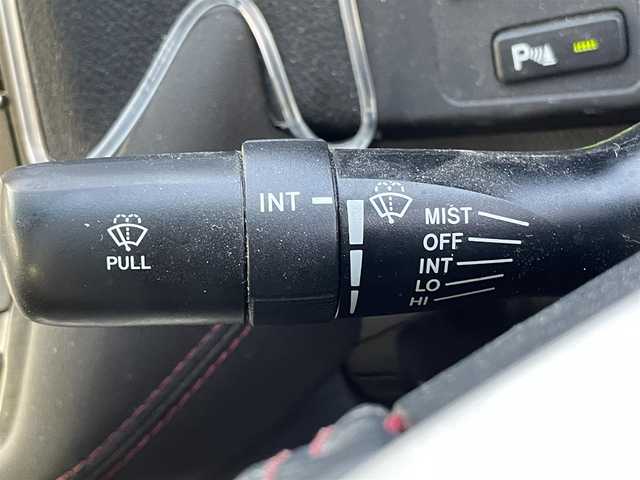 P
INT
MIST
OFF
INT
LO
HI
PULL